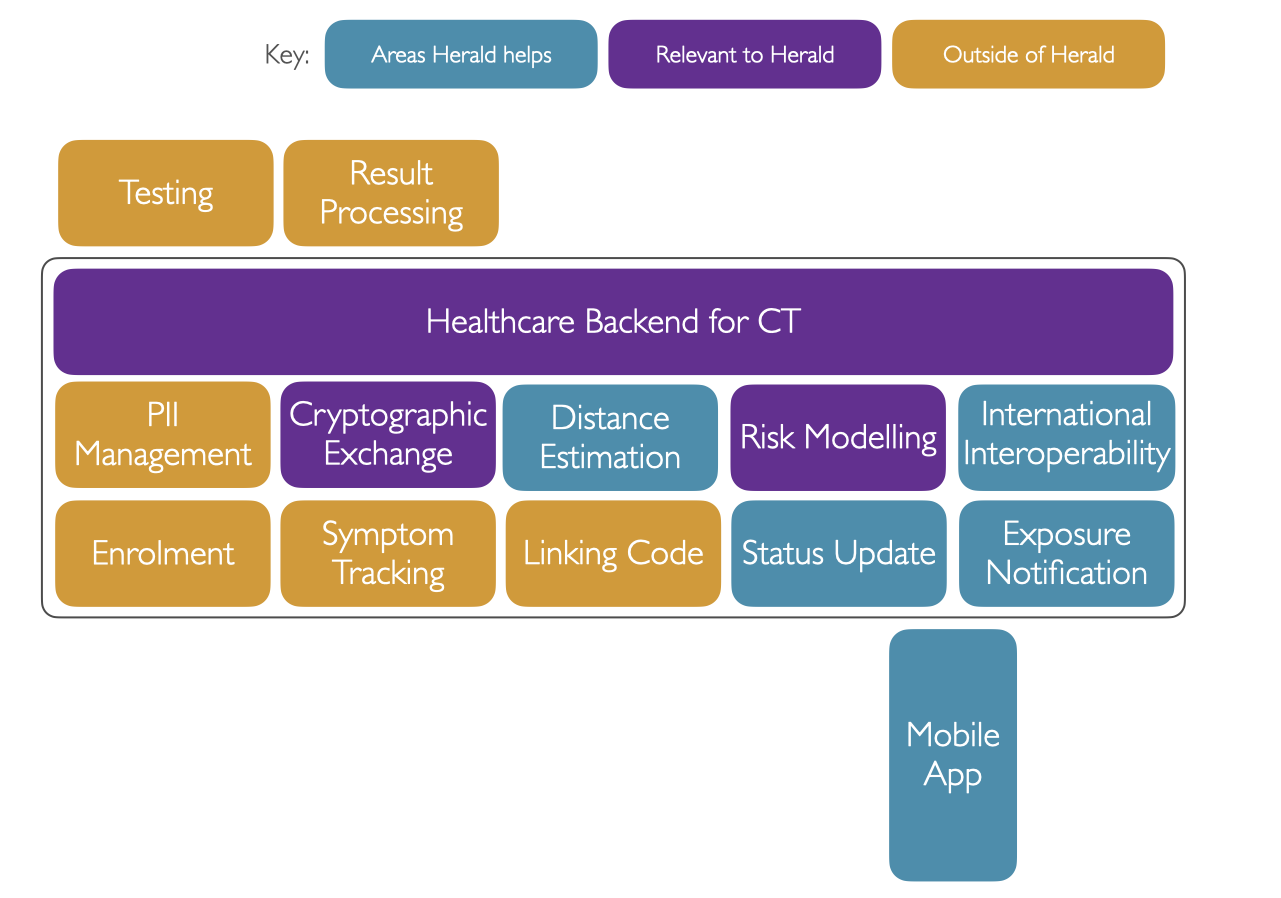 Key:
Areas Herald helps
Relevant to Herald
Outside of Herald
Testing
Result
Processing
Healthcare Backend for CT
PII
Management
Cryptographic
Exchange
Distance
Estimation
Risk Modelling
International
Interoperability
Enrolment
Symptom
Tracking
Linking Code
Status Update
Exposure
Notification
Mobile
App